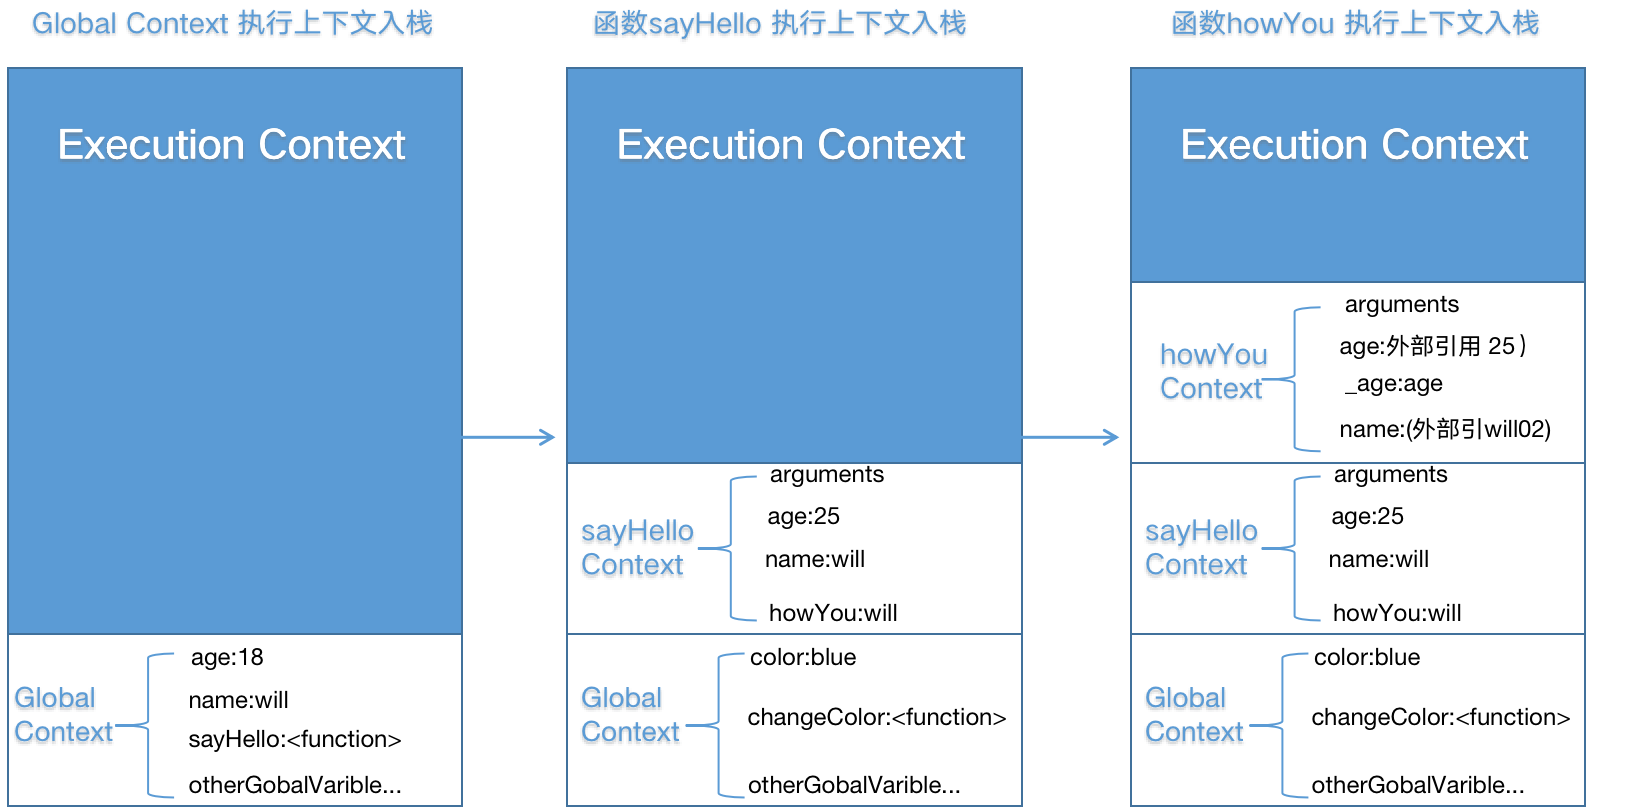 Global Context 执行上下文入栈
函数sayHello 执行上下文入栈
函数howYou 执行上下文入栈
Execution Context
Execution Context
Execution Context
Global
Context
age:18
name:will
sayHello:<function>
otherGobalVarible...
sayHello
Context
arguments
age:25
name:will
howYou:will
Global
Context
color:blue
changeColor:<function>
otherGobalVarible...
howYou
Context
arguments
age:外部引用 25）
_age:age
name:(外部引will02)
sayHello
Context
arguments
age:25
name:will
howYou:will
Global
Context
color:blue
changeColor:<function>
otherGobalVarible...